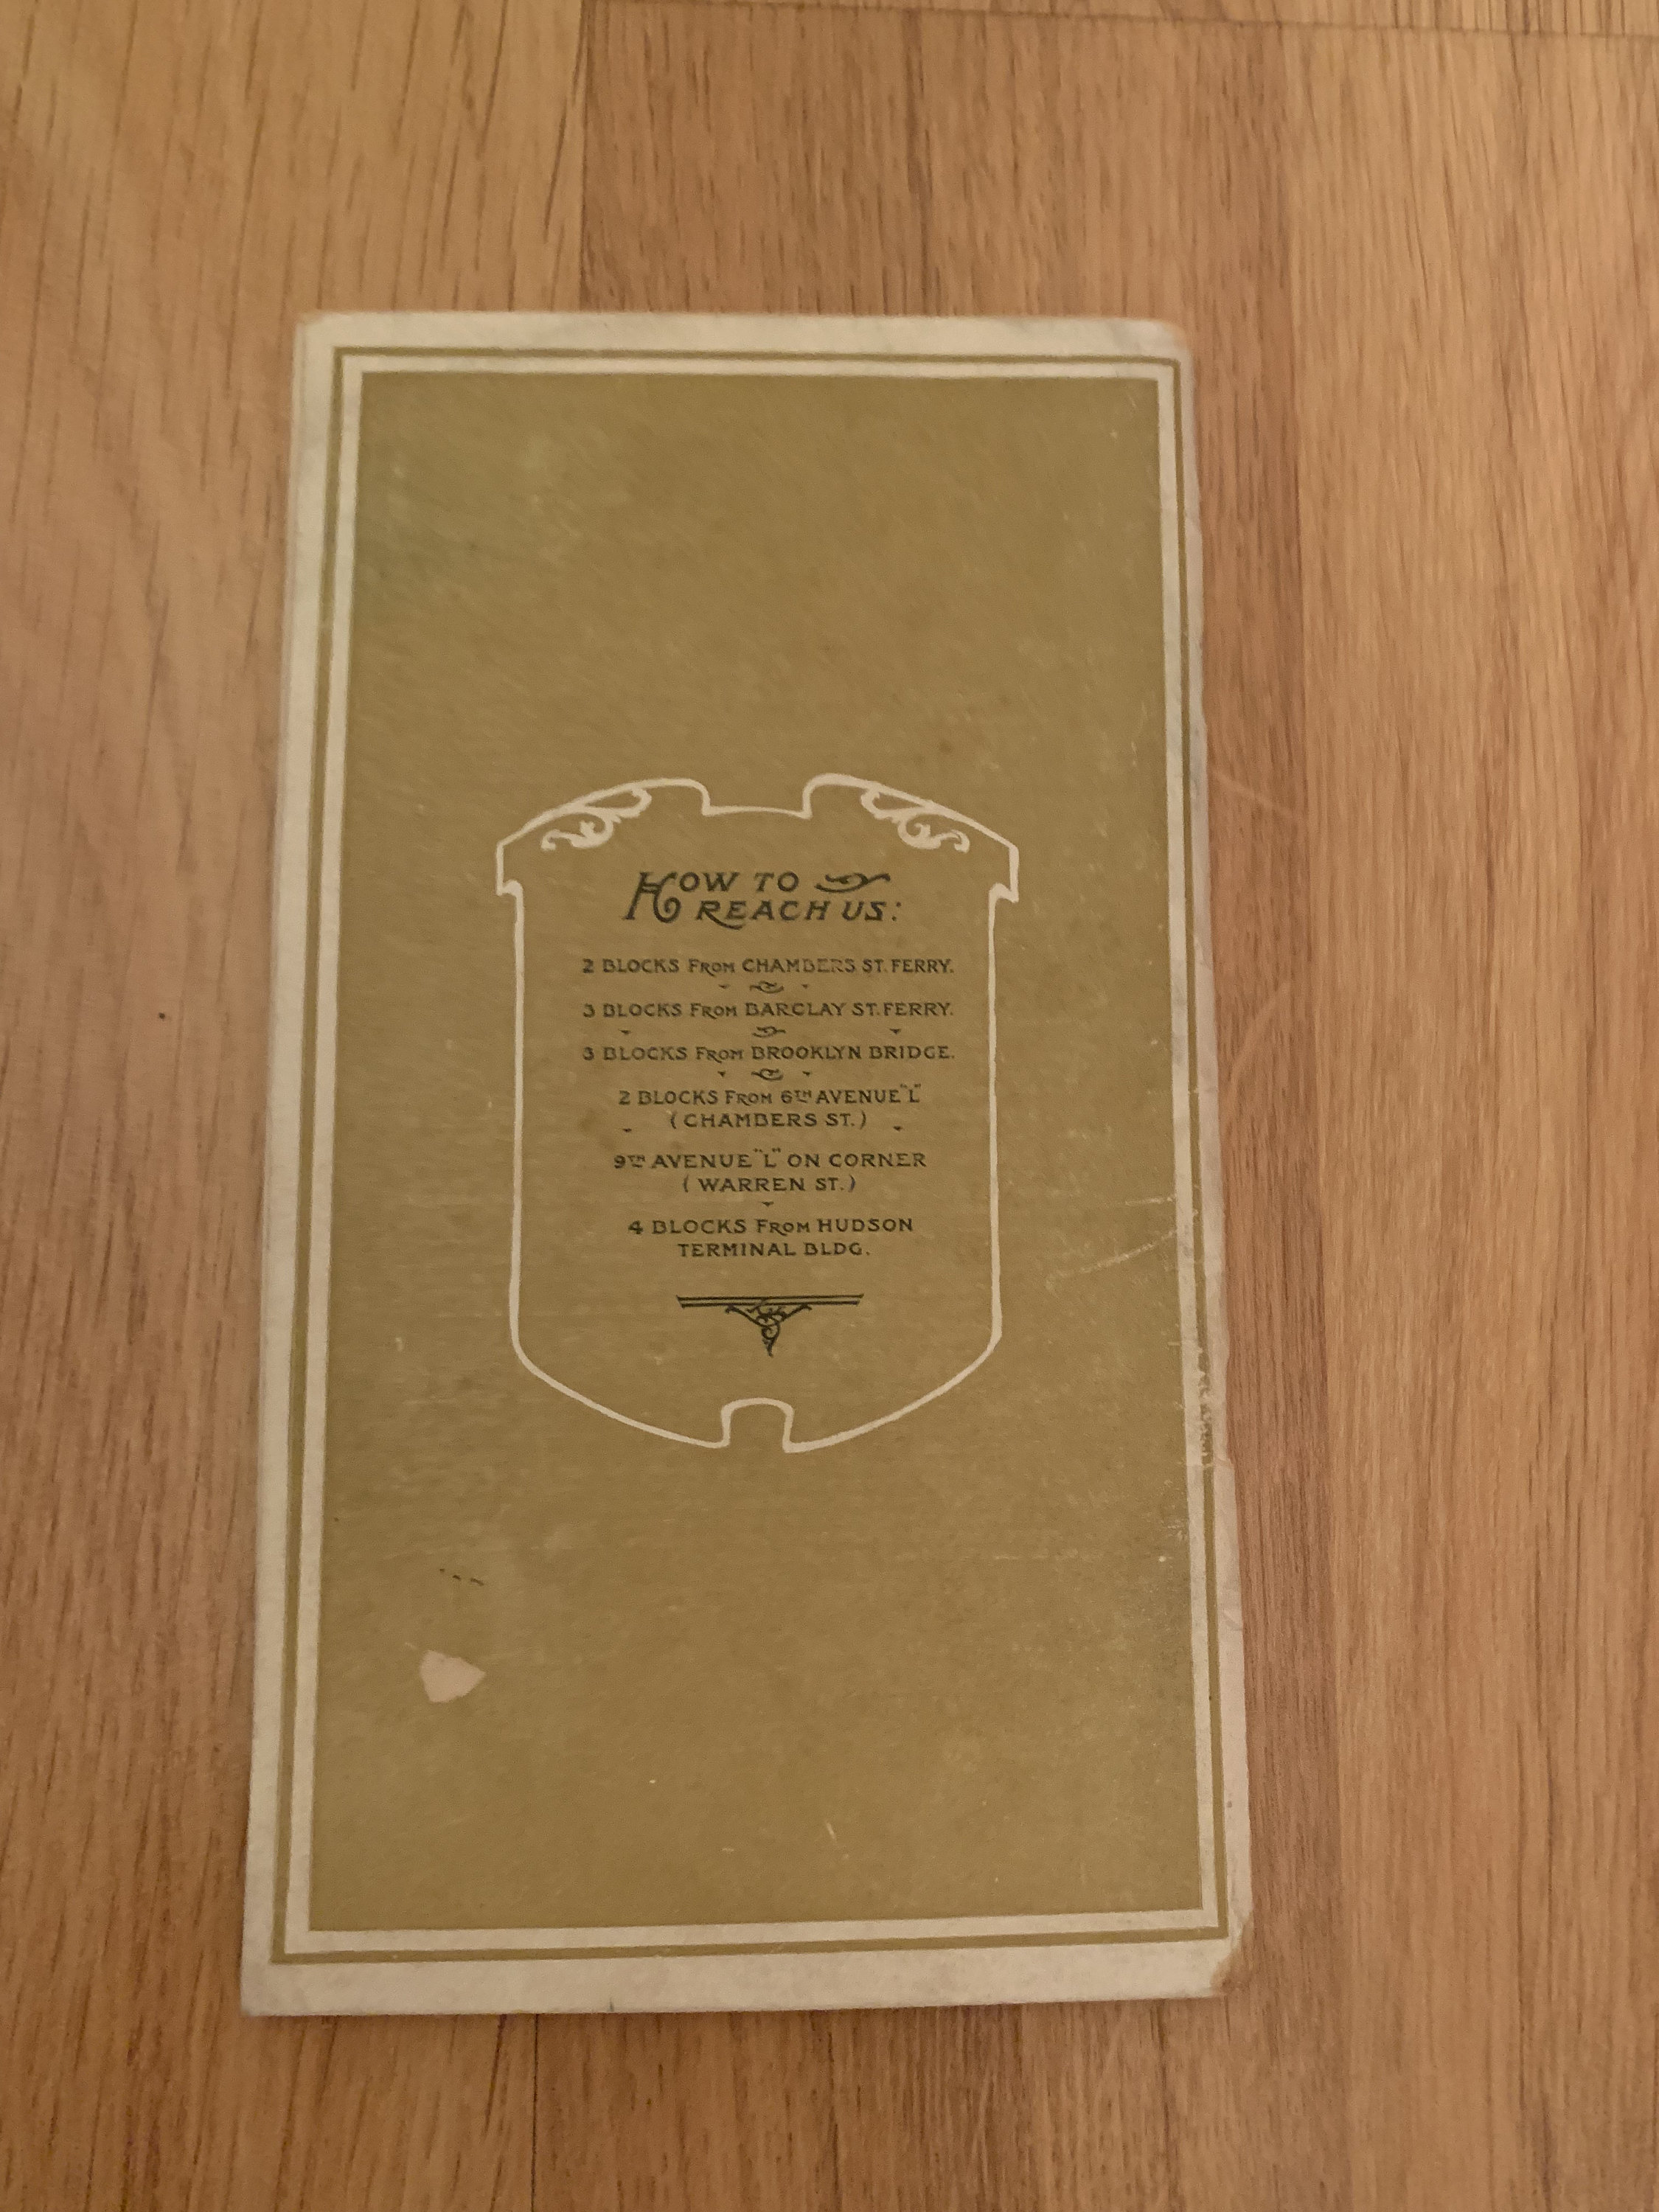 How to
Reach Us:
2 Blocks From Chambers St. Ferry.
3 Blocks From Barclay St. Ferry.
3 Blocks From Brooklyn Bridge.
2 Blocks From 6th Avenue "L"
(Chambers St.)
9th Avenue "L" on Corner
(Warren St.)
4 Blocks From Hudson
Terminal Bldg.